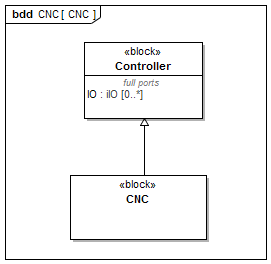 bdd CNC [ CNC ]
«block»
Controller
full ports
IO : iIO [0..*]
«block»
CNC